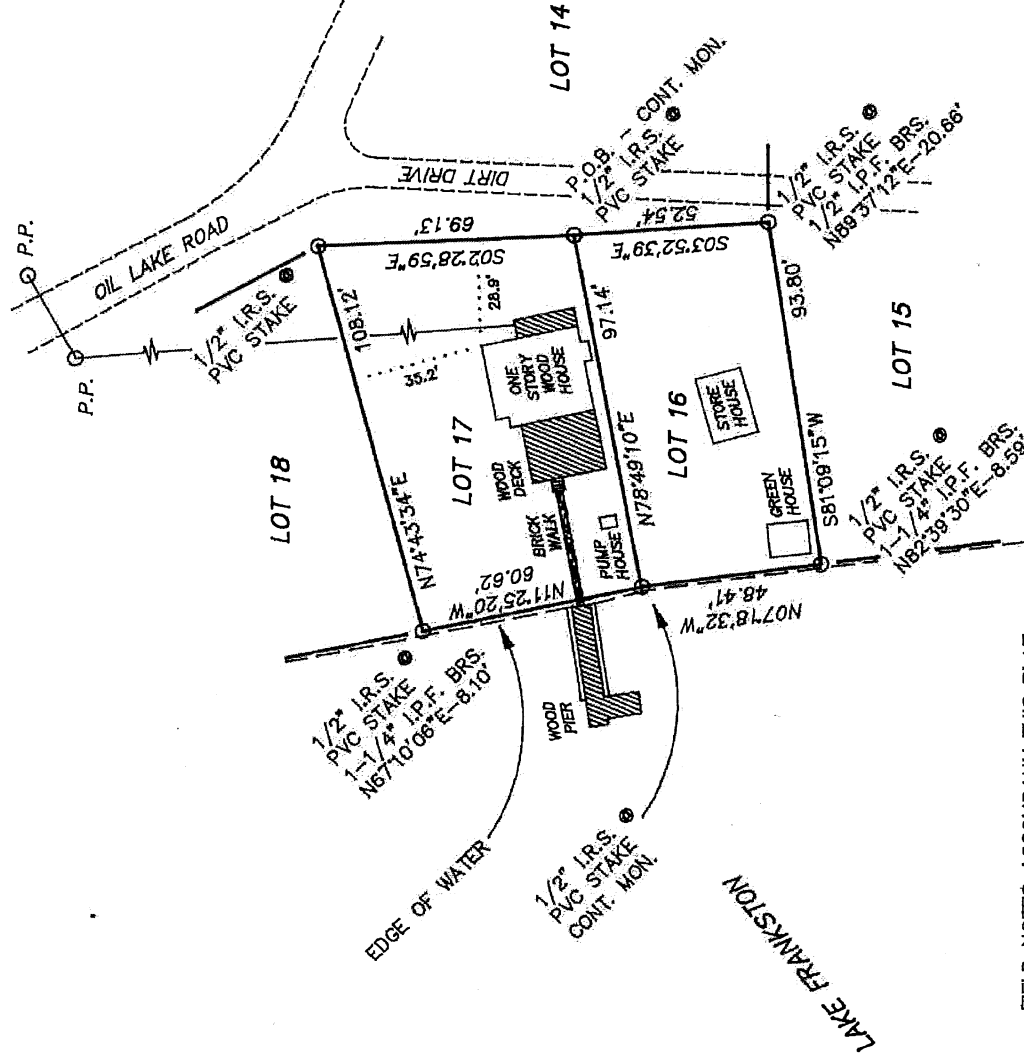 LOT 14
P.P.
P.P.
OIL LAKE ROAD
DIRT DRIVE
P.O.B. - CONT. MON.
1/2" I.R.S.
PVC STAKE
1/2" I.R.S.
PVC STAKE
1/2" I.P.F. BRS.
N89°37'12"E-20.66'
1/2" I.R.S.
PVC STAKE
69.13'
S02°28'59"E
52.54'
S03°52'39"E
108.12'
N74°43'34"E
28.9'
35.2'
ONE
STORY
WOOD
HOUSE
97.14'
N78°49'10"E
93.80'
S81°09'15"W
LOT 18
LOT 17
LOT 16
LOT 15
STORE
HOUSE
WOOD
DECK
BRICK
WALK
PUMP
HOUSE
GREEN
HOUSE
N11°25'20"W
60.62'
N07°18'32"W
48.41'
1/2" I.R.S.
PVC STAKE
1-1/4" I.P.F. BRS.
N82°39'30"E-8.59'
1/2" I.R.S.
PVC STAKE
1-1/4" I.P.F. BRS.
N67°10'06"E-8.10'
WOOD
PIER
EDGE OF WATER
1/2" I.R.S.
PVC STAKE
CONT. MON.
LAKE FRANKSTON